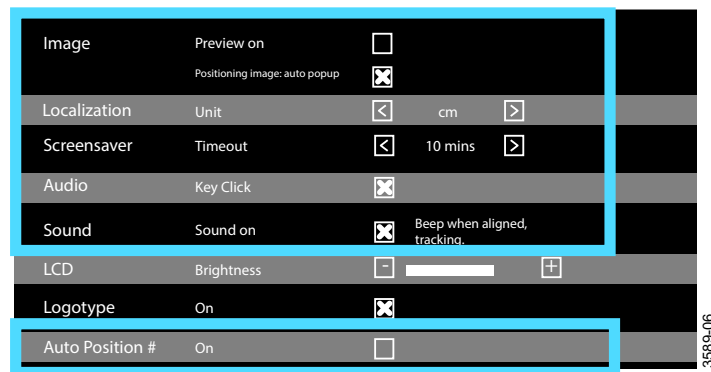 Image Preview on
Positioning image: auto popup
Localization Unit < cm >
Screensaver Timeout < 10 mins >
Audio Key Click
Sound Sound on Beep when aligned,
tracking.
LCD Brightness - +
Logotype On
Auto Position # On
3589-06